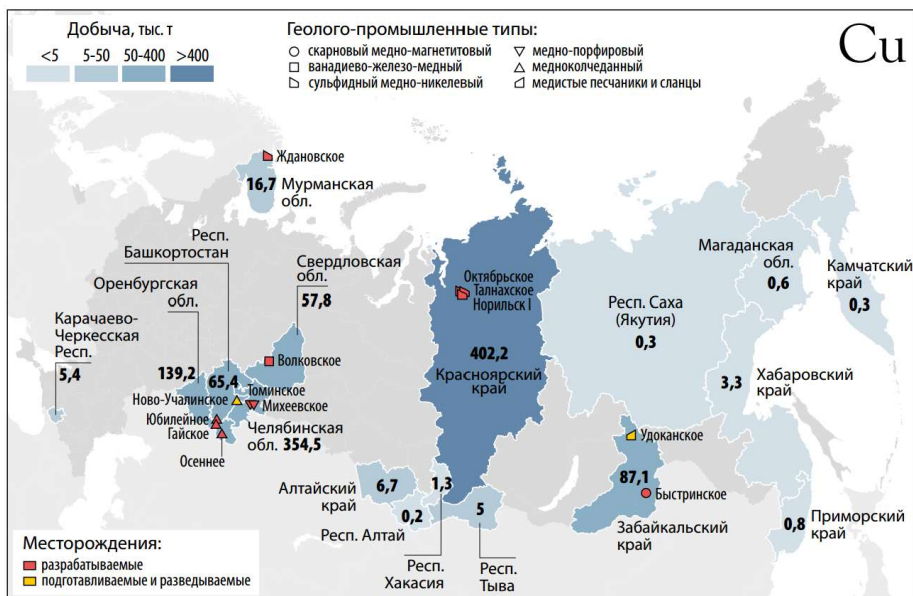 Добыча, тыс. т
<5 5-50 50-400 >400
Геолого-промышленные типы:
скарновый медно-магнетитовый
ванадиево-железо-медный
сульфидный медно-никелевый
медно-порфировый
медноколчеданный
медистые песчаники и сланцы
Cu
Ждановское
16,7
Мурманская
обл.
Респ.
Башкортостан
Оренбургская
обл.
Свердловская
обл.
57,8
Карачаево-
Черкесская
Респ.
5,4
139,2
65,4
Волковское
Ново-Учалинское
Томинское
Михеевское
Юбилейное
Гайское
Осеннее
Челябинская
обл. 354,5
Октябрьское
Талнахское
Норильск I
402,2
Красноярский
край
Респ. Саха
(Якутия)
0,3
Магаданская
обл.
0,6
Камчатский
край
0,3
3,3
Хабаровский
край
Удоканское
87,1
Быстринское
Забайкальский
край
0,8
Приморский
край
Алтайский
край
6,7
0,2
Респ. Алтай
1,3
Респ.
Хакасия
5
Респ.
Тыва
Месторождения:
разрабатываемые
подготавливаемые и разведываемые